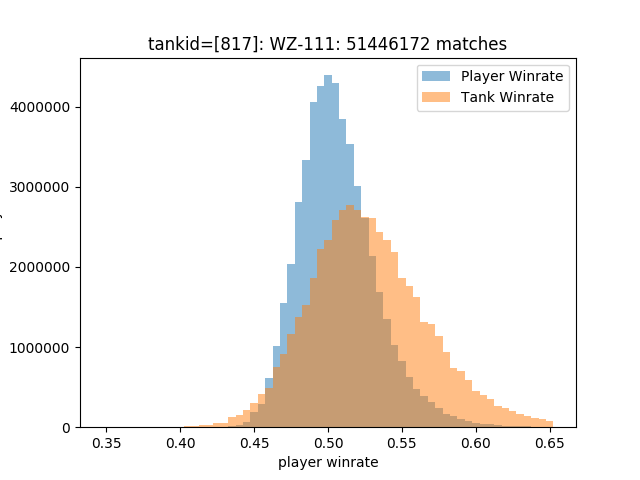 tankid=[817]: WZ-111: 51446172 matches
Player Winrate
Tank Winrate
4000000
3000000
2000000
1000000
0
0.35 0.40 0.45 0.50 0.55 0.60 0.65
player winrate